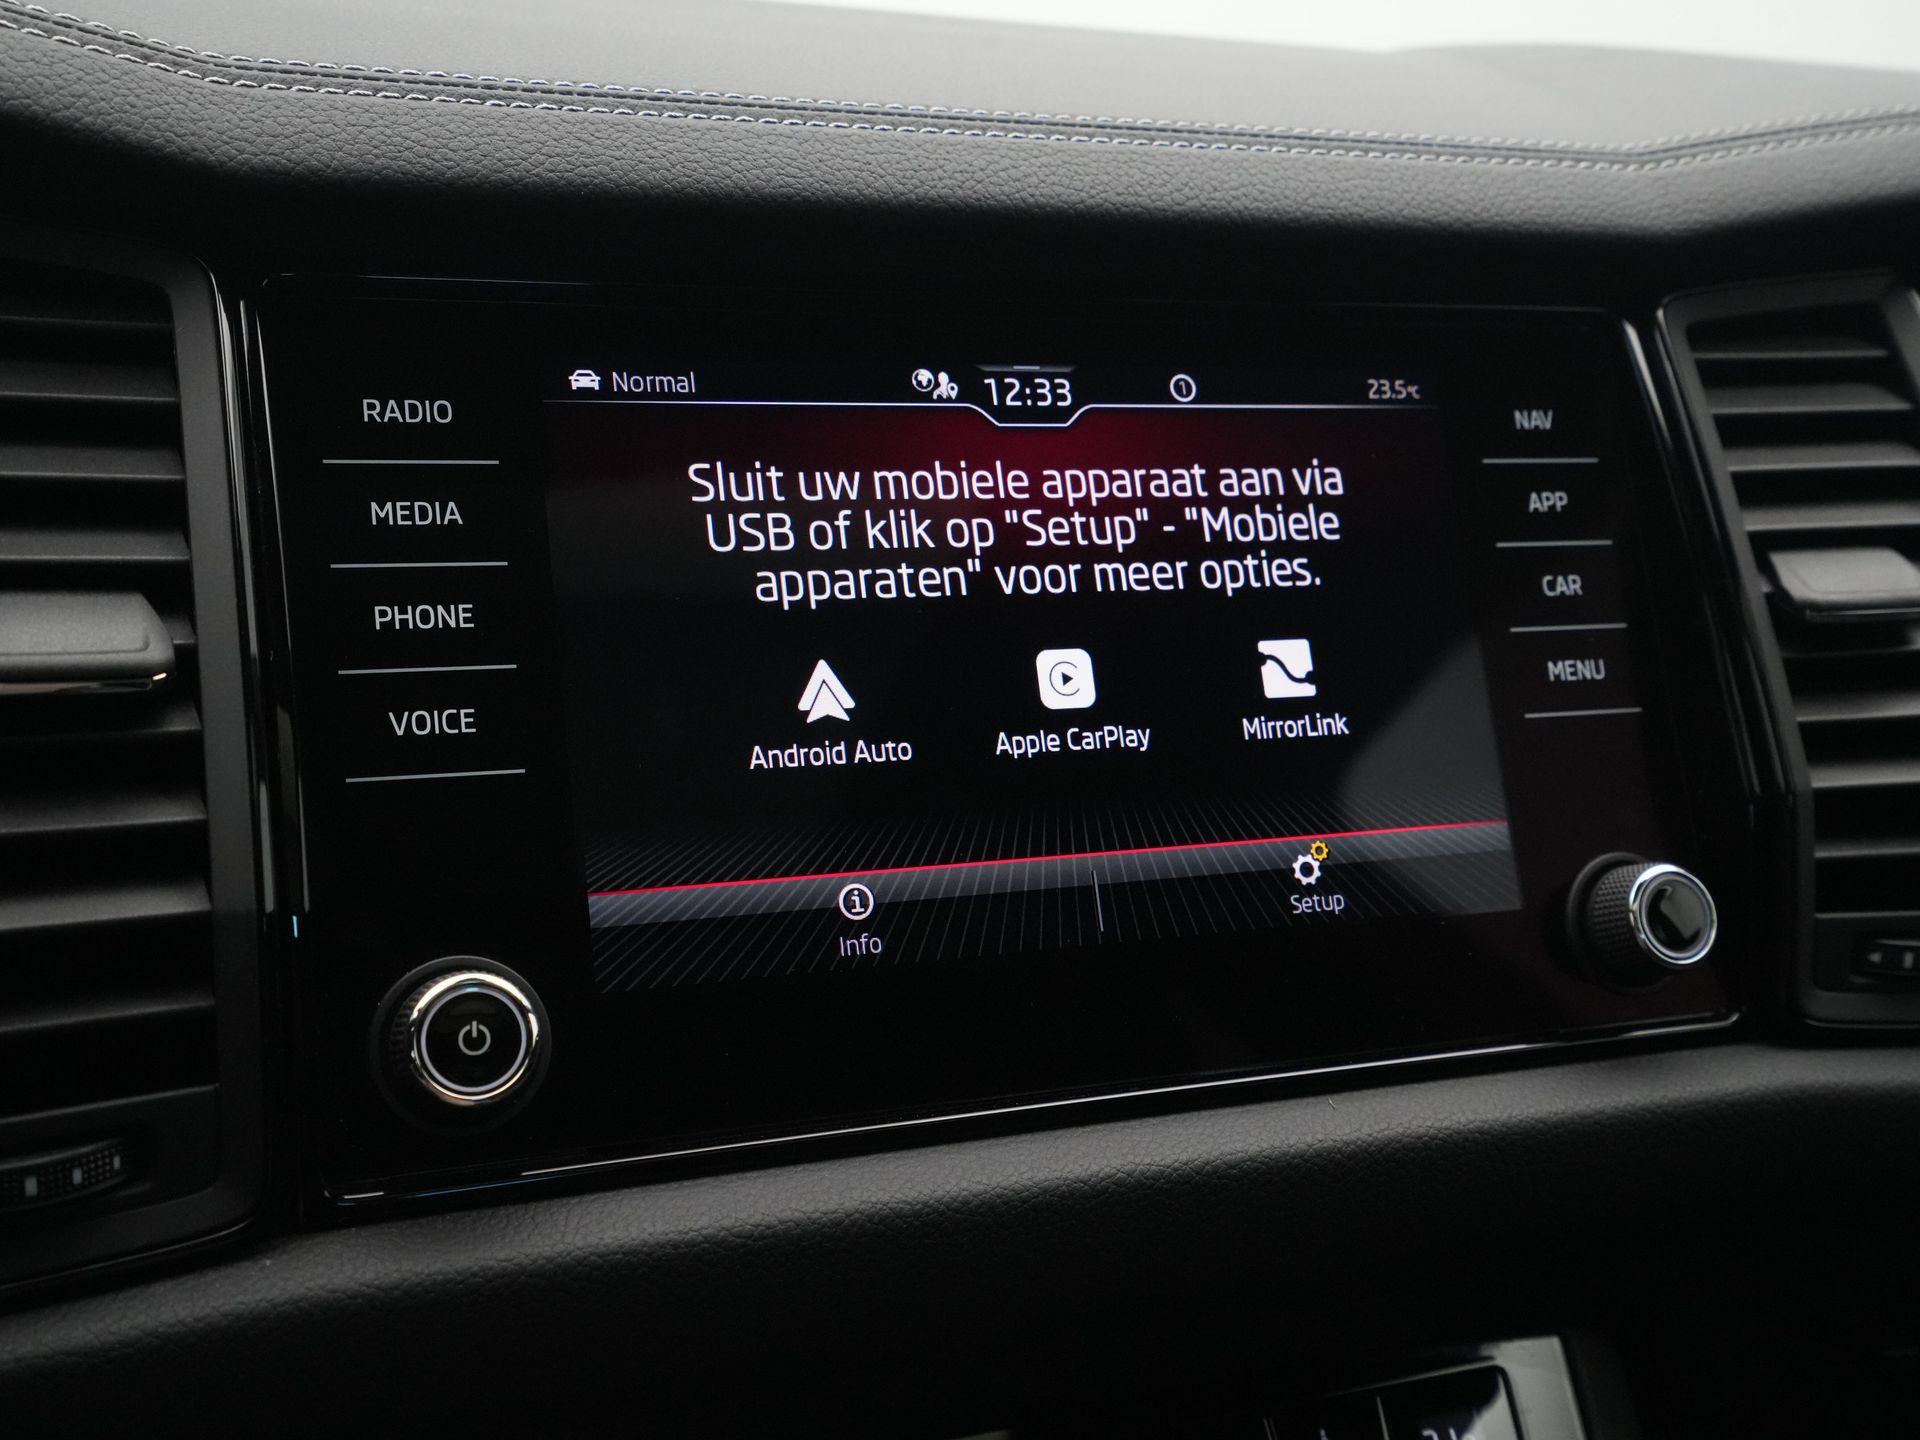 Normal
12:33
1
23.5°C
RADIO
MEDIA
PHONE
VOICE
Sluit uw mobiele apparaat aan via
USB of klik op "Setup" - "Mobiele
apparaten" voor meer opties.
Android Auto
Apple CarPlay
MirrorLink
Info
Setup
NAV
APP
CAR
MENU